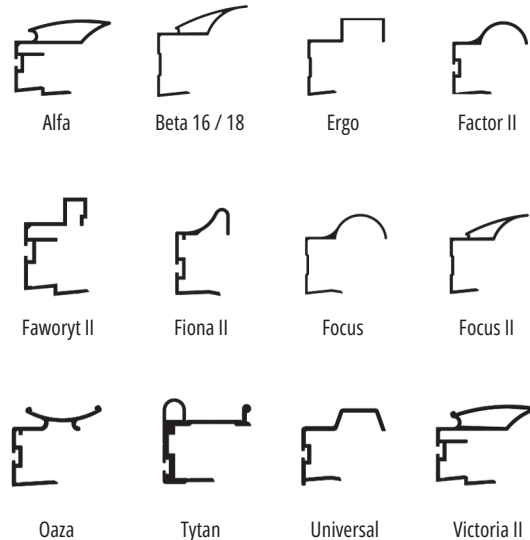 Alfa
Beta 16 / 18
Ergo
Factor II
Faworyt II
Fiona II
Focus
Focus II
Oaza
Tytan
Universal
Victoria II